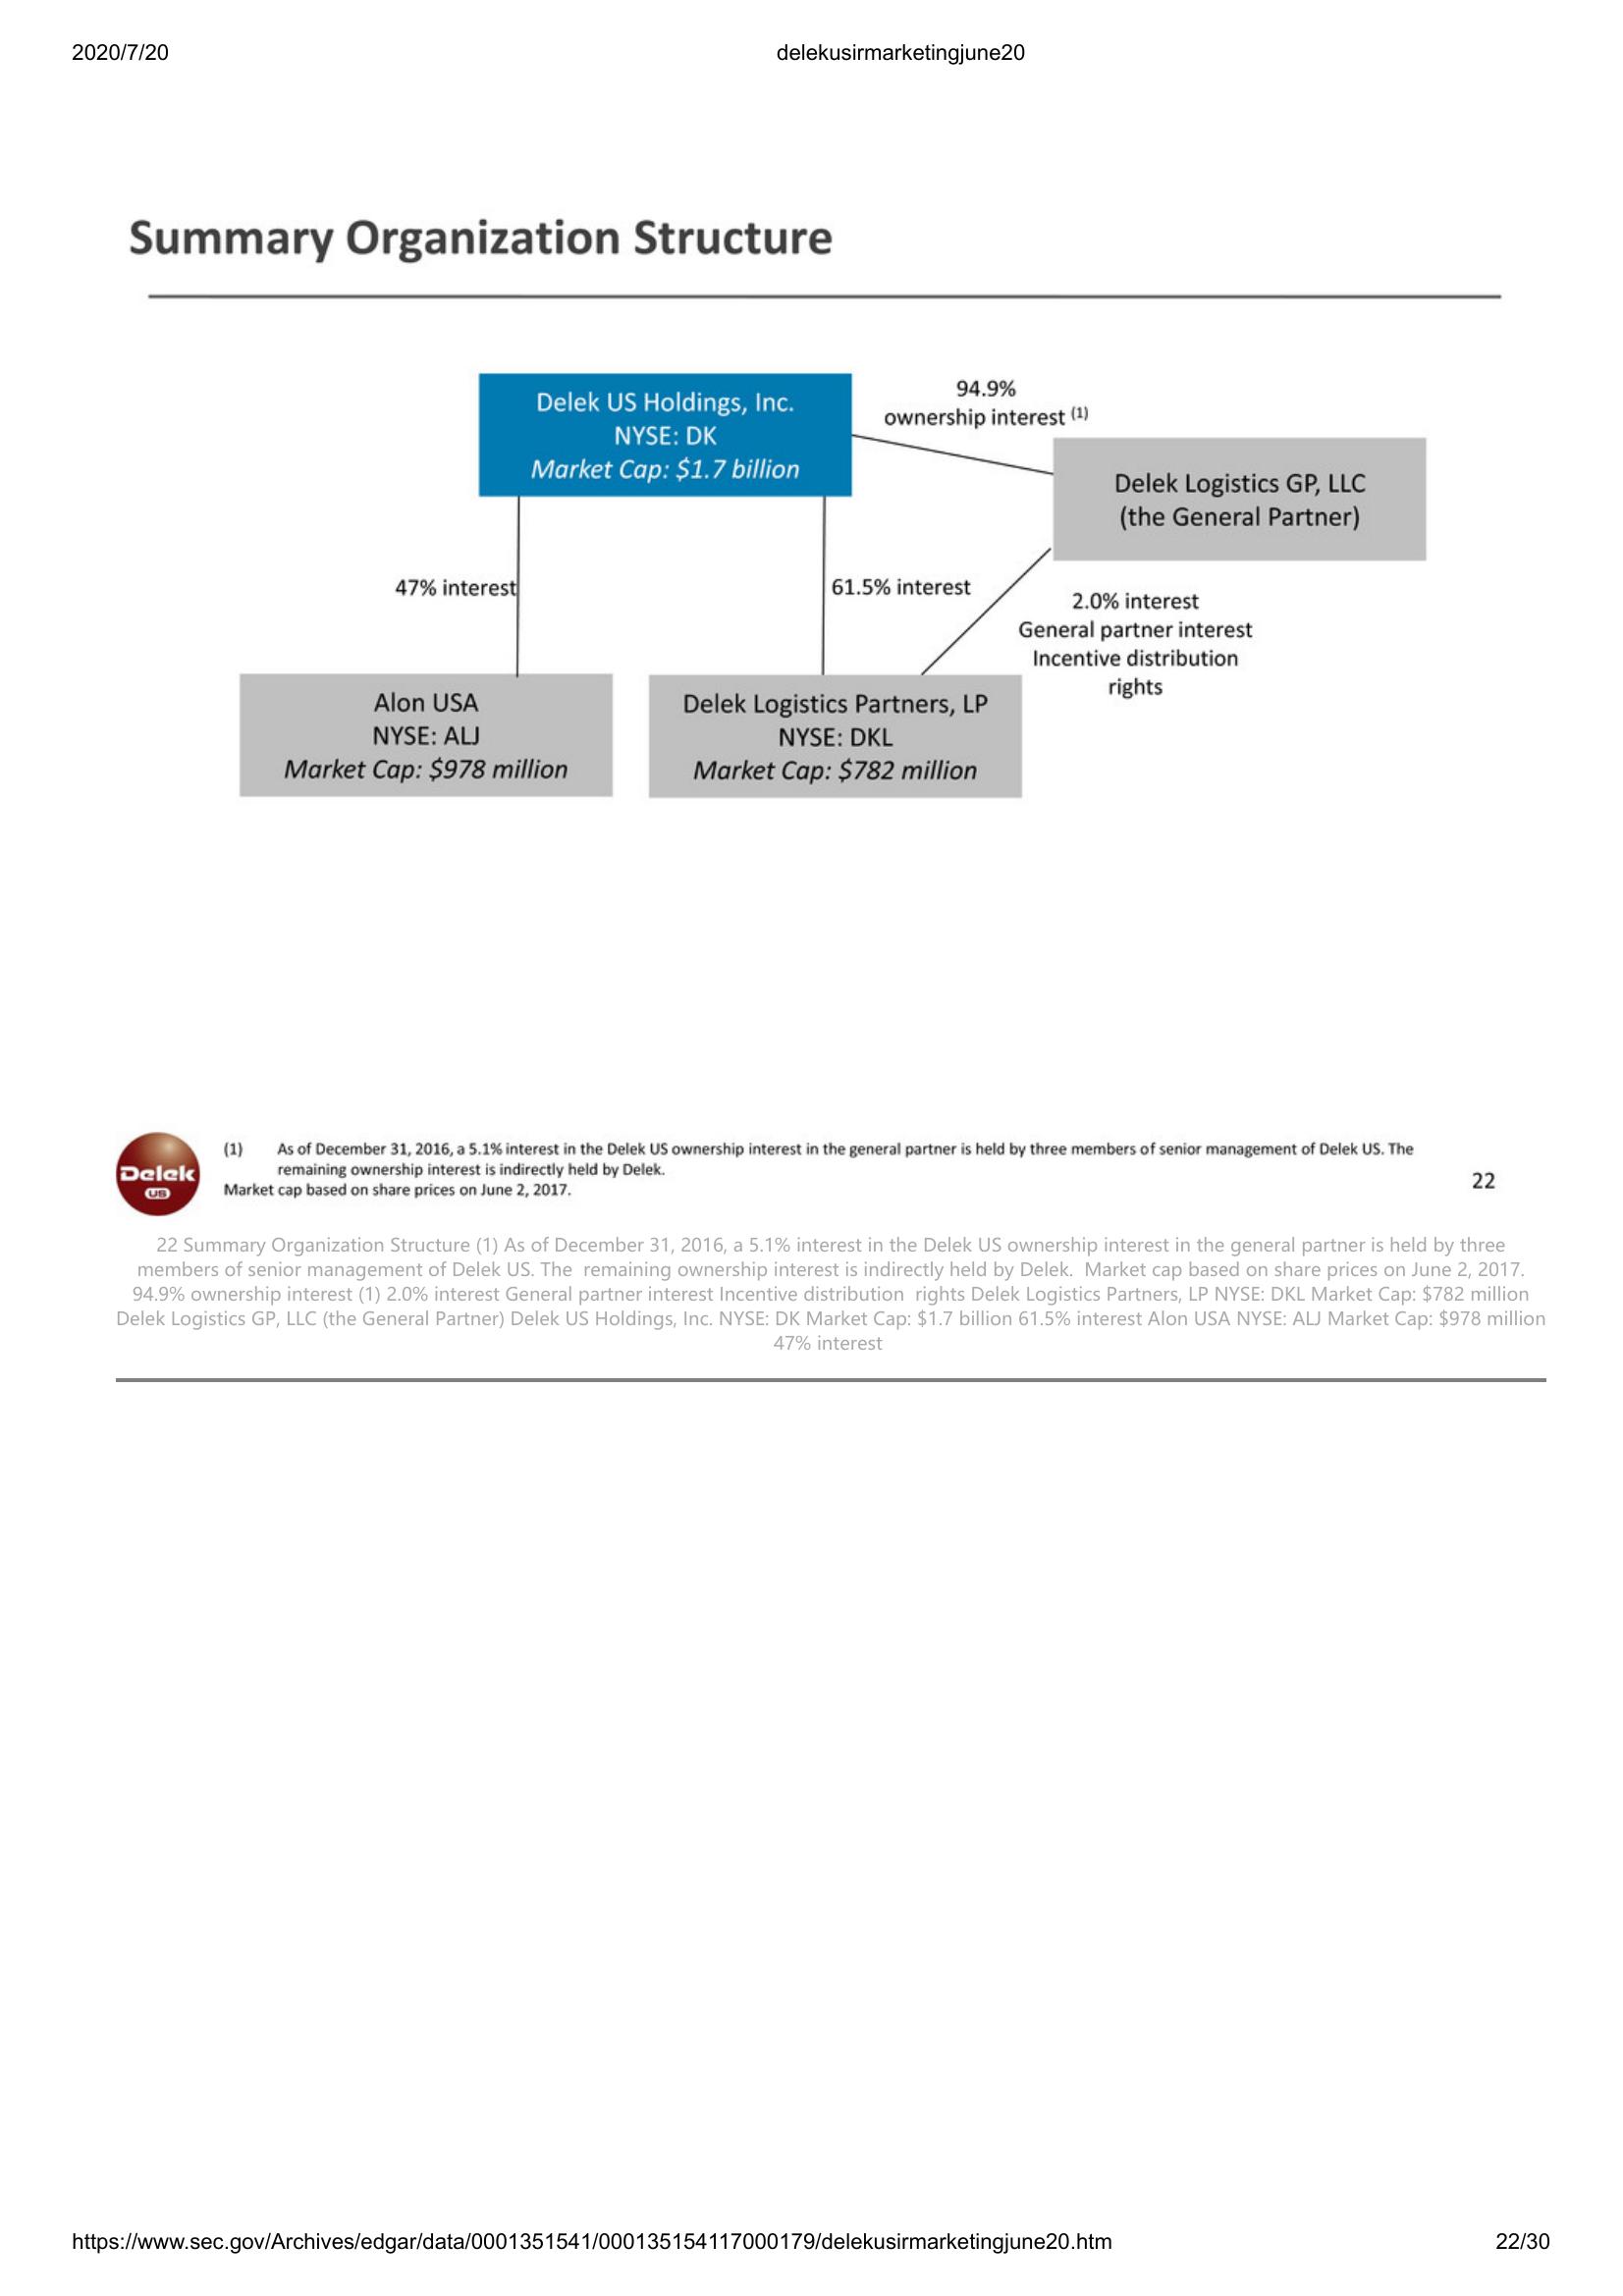 2020/7/20
delekusirmarketingjune20
Summary Organization Structure
Delek US Holdings, Inc.
NYSE: DK
Market Cap: $1.7 billion
94.9%
ownership interest (1)
Delek Logistics GP, LLC
(the General Partner)
47% interest
61.5% interest
2.0% interest
General partner interest
Incentive distribution
rights
Alon USA
NYSE: ALJ
Market Cap: $978 million
Delek Logistics Partners, LP
NYSE: DKL
Market Cap: $782 million
Delek
US
(1) As of December 31, 2016, a 5.1% interest in the Delek US ownership interest in the general partner is held by three members of senior management of Delek US. The
remaining ownership interest is indirectly held by Delek.
Market cap based on share prices on June 2, 2017.
22
22 Summary Organization Structure (1) As of December 31, 2016, a 5.1% interest in the Delek US ownership interest in the general partner is held by three
members of senior management of Delek US. The  remaining ownership interest is indirectly held by Delek.  Market cap based on share prices on June 2, 2017.
94.9% ownership interest (1) 2.0% interest General partner interest Incentive distribution  rights Delek Logistics Partners, LP NYSE: DKL Market Cap: $782 million
Delek Logistics GP, LLC (the General Partner) Delek US Holdings, Inc. NYSE: DK Market Cap: $1.7 billion 61.5% interest Alon USA NYSE: ALJ Market Cap: $978 million
47% interest
https://www.sec.gov/Archives/edgar/data/0001351541/000135154117000179/delekusirmarketingjune20.htm
22/30